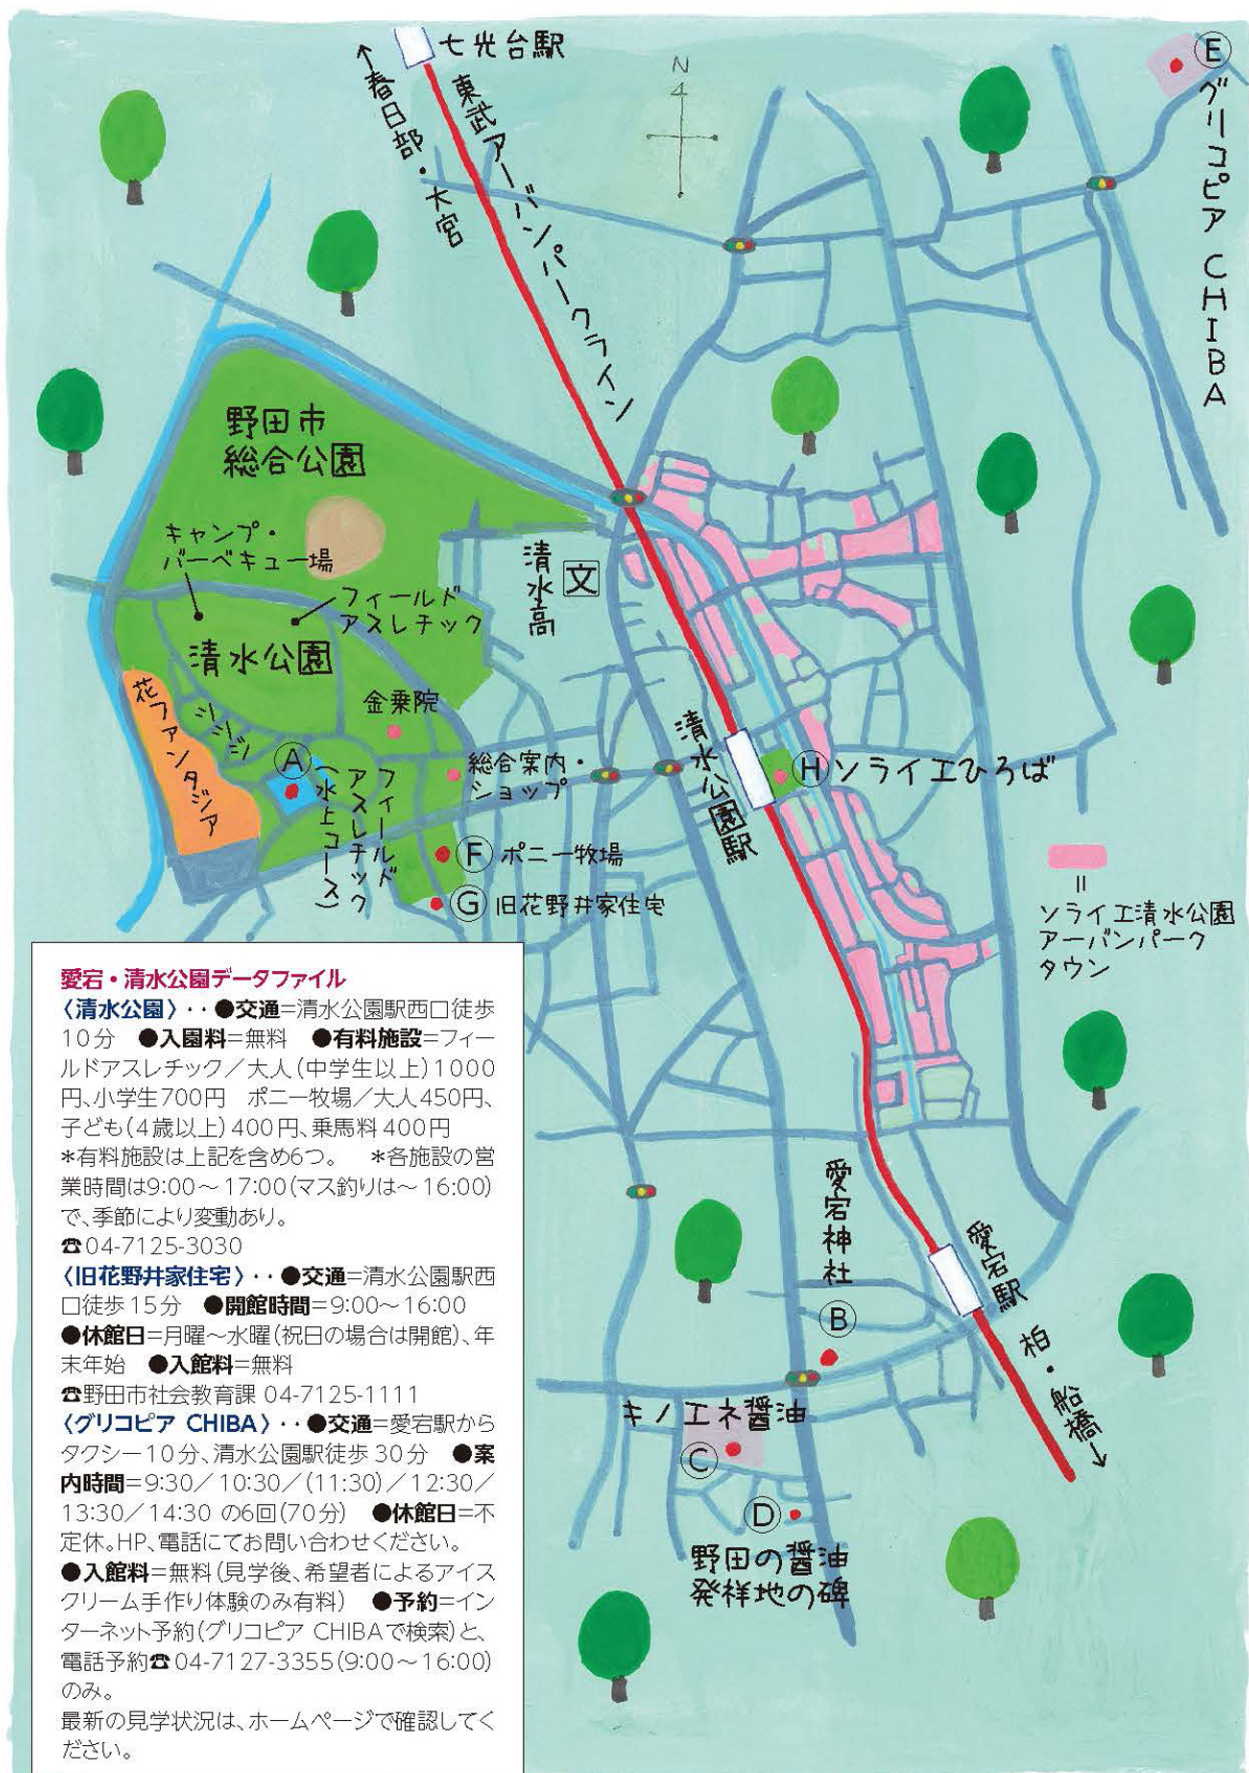 七光台駅
↑春日部・大宮
東武アーバンパークライン
N
Ⓔグリコピア CHIBA
野田市
総合公園
キャンプ・
バーベキュー場
フィールド
アスレチック
清水公園
清水高
文
金乗院
花ファンタジア
Ⓐ
フィールド
アスレチック
(水上コース)
総合案内・
ショップ
清水公園駅
Ⓗソライエひろば
Ⓕポニー牧場
Ⓖ旧花野井家住宅
=
ソライエ清水公園
アーバンパーク
タウン
愛宕神社
Ⓑ
愛宕駅
柏・船橋→
キノエネ醤油
Ⓒ
Ⓓ
野田の醤油
発祥地の碑
愛宕・清水公園データファイル
〈清水公園〉‥●交通=清水公園駅西口徒歩
10分 ●入園料=無料 ●有料施設=フィー
ルドアスレチック/大人(中学生以上)1000
円、小学生700円 ポニー牧場/大人450円、
子ども(4歳以上)400円、乗馬料400円
*有料施設は上記を含め6つ。 *各施設の営
業時間は9:00~17:00(マス釣りは~16:00)
で、季節により変動あり。
☎04-7125-3030
〈旧花野井家住宅〉‥●交通=清水公園駅西
口徒歩15分 ●開館時間=9:00~16:00
●休館日=月曜~水曜(祝日の場合は開館)、年
末年始 ●入館料=無料
☎野田市社会教育課 04-7125-1111
〈グリコピア CHIBA〉‥●交通=愛宕駅から
タクシー10分、清水公園駅徒歩30分 ●案
内時間=9:30/10:30/(11:30)/12:30/
13:30/14:30 の6回(70分) ●休館日=不
定休。HP、電話にてお問い合わせください。
●入館料=無料(見学後、希望者によるアイス
クリーム手作り体験のみ有料) ●予約=イン
ターネット予約(グリコピア CHIBAで検索)と、
電話予約☎04-7127-3355(9:00~16:00)
のみ。
最新の見学状況は、ホームページで確認してく
ださい。